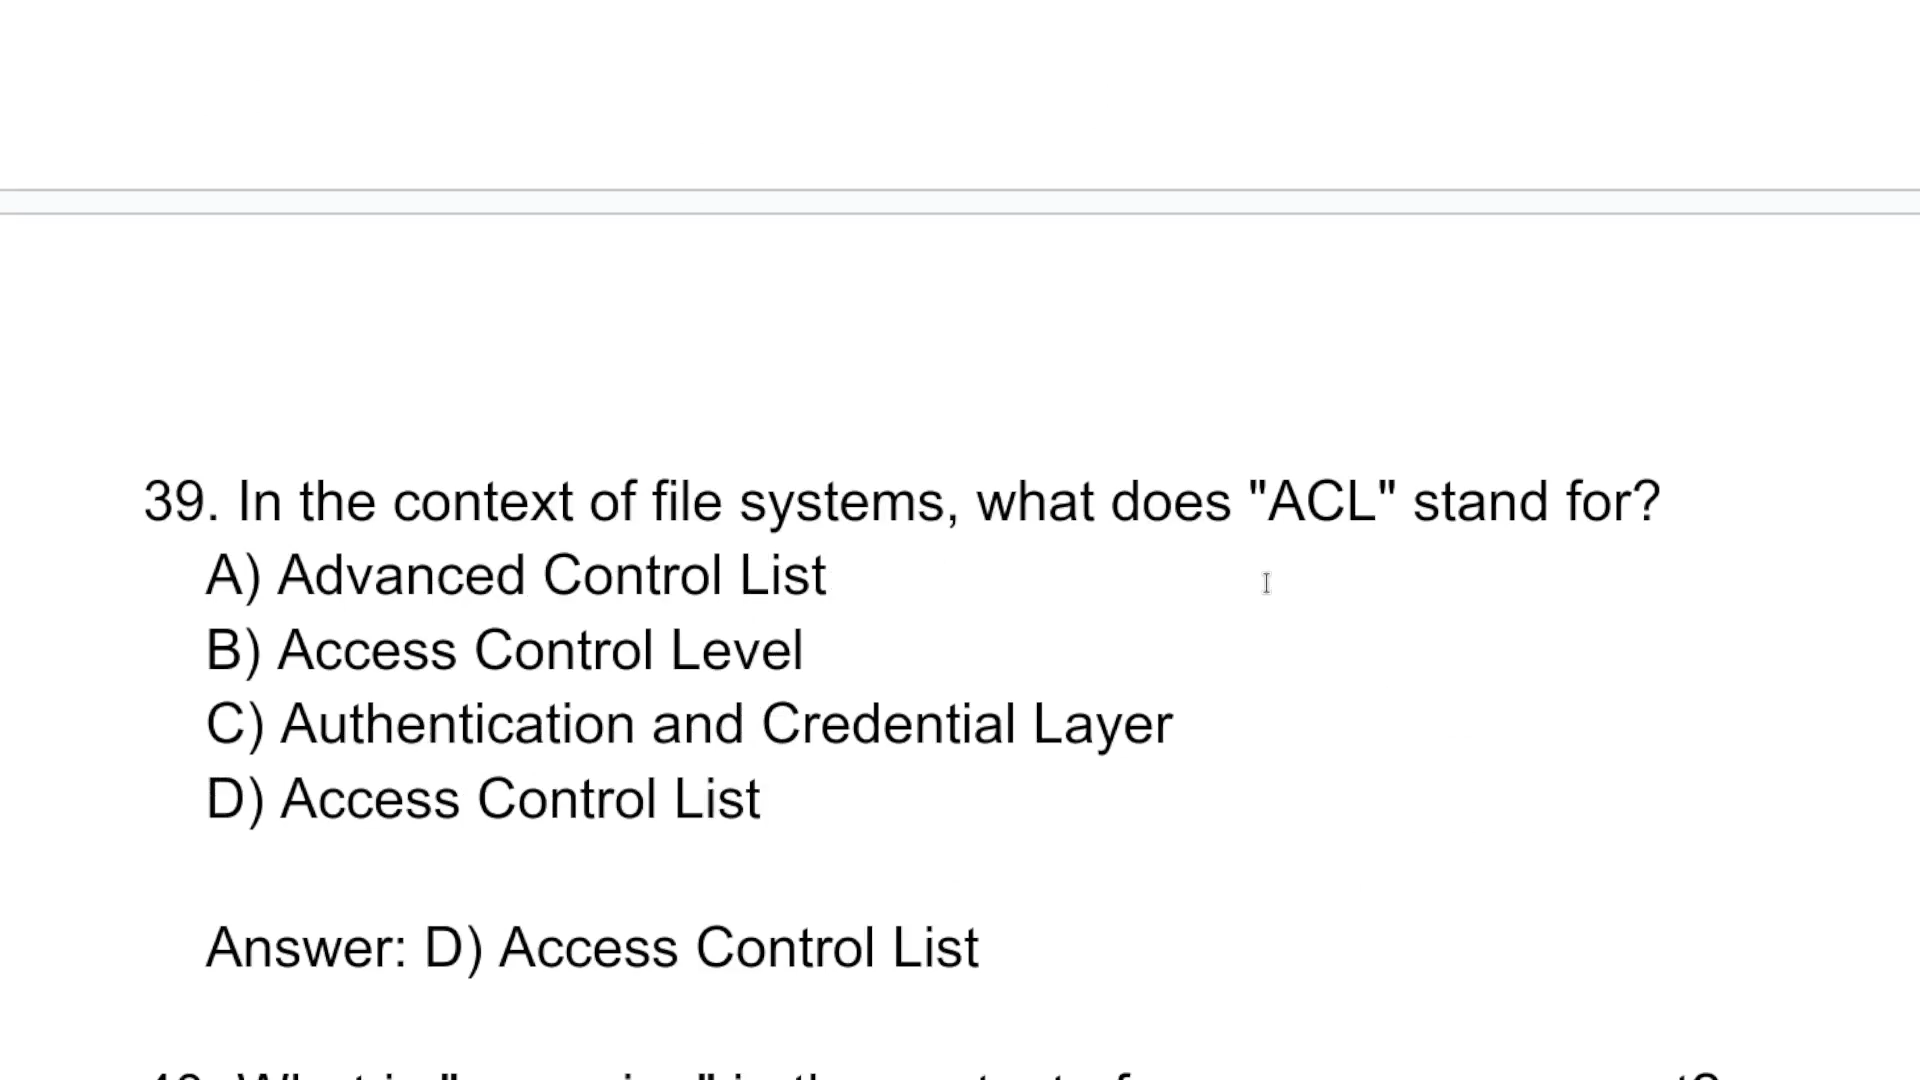 39. In the context of file systems, what does "ACL" stand for?
A) Advanced Control List
B) Access Control Level
C) Authentication and Credential Layer
D) Access Control List
Answer: D) Access Control List